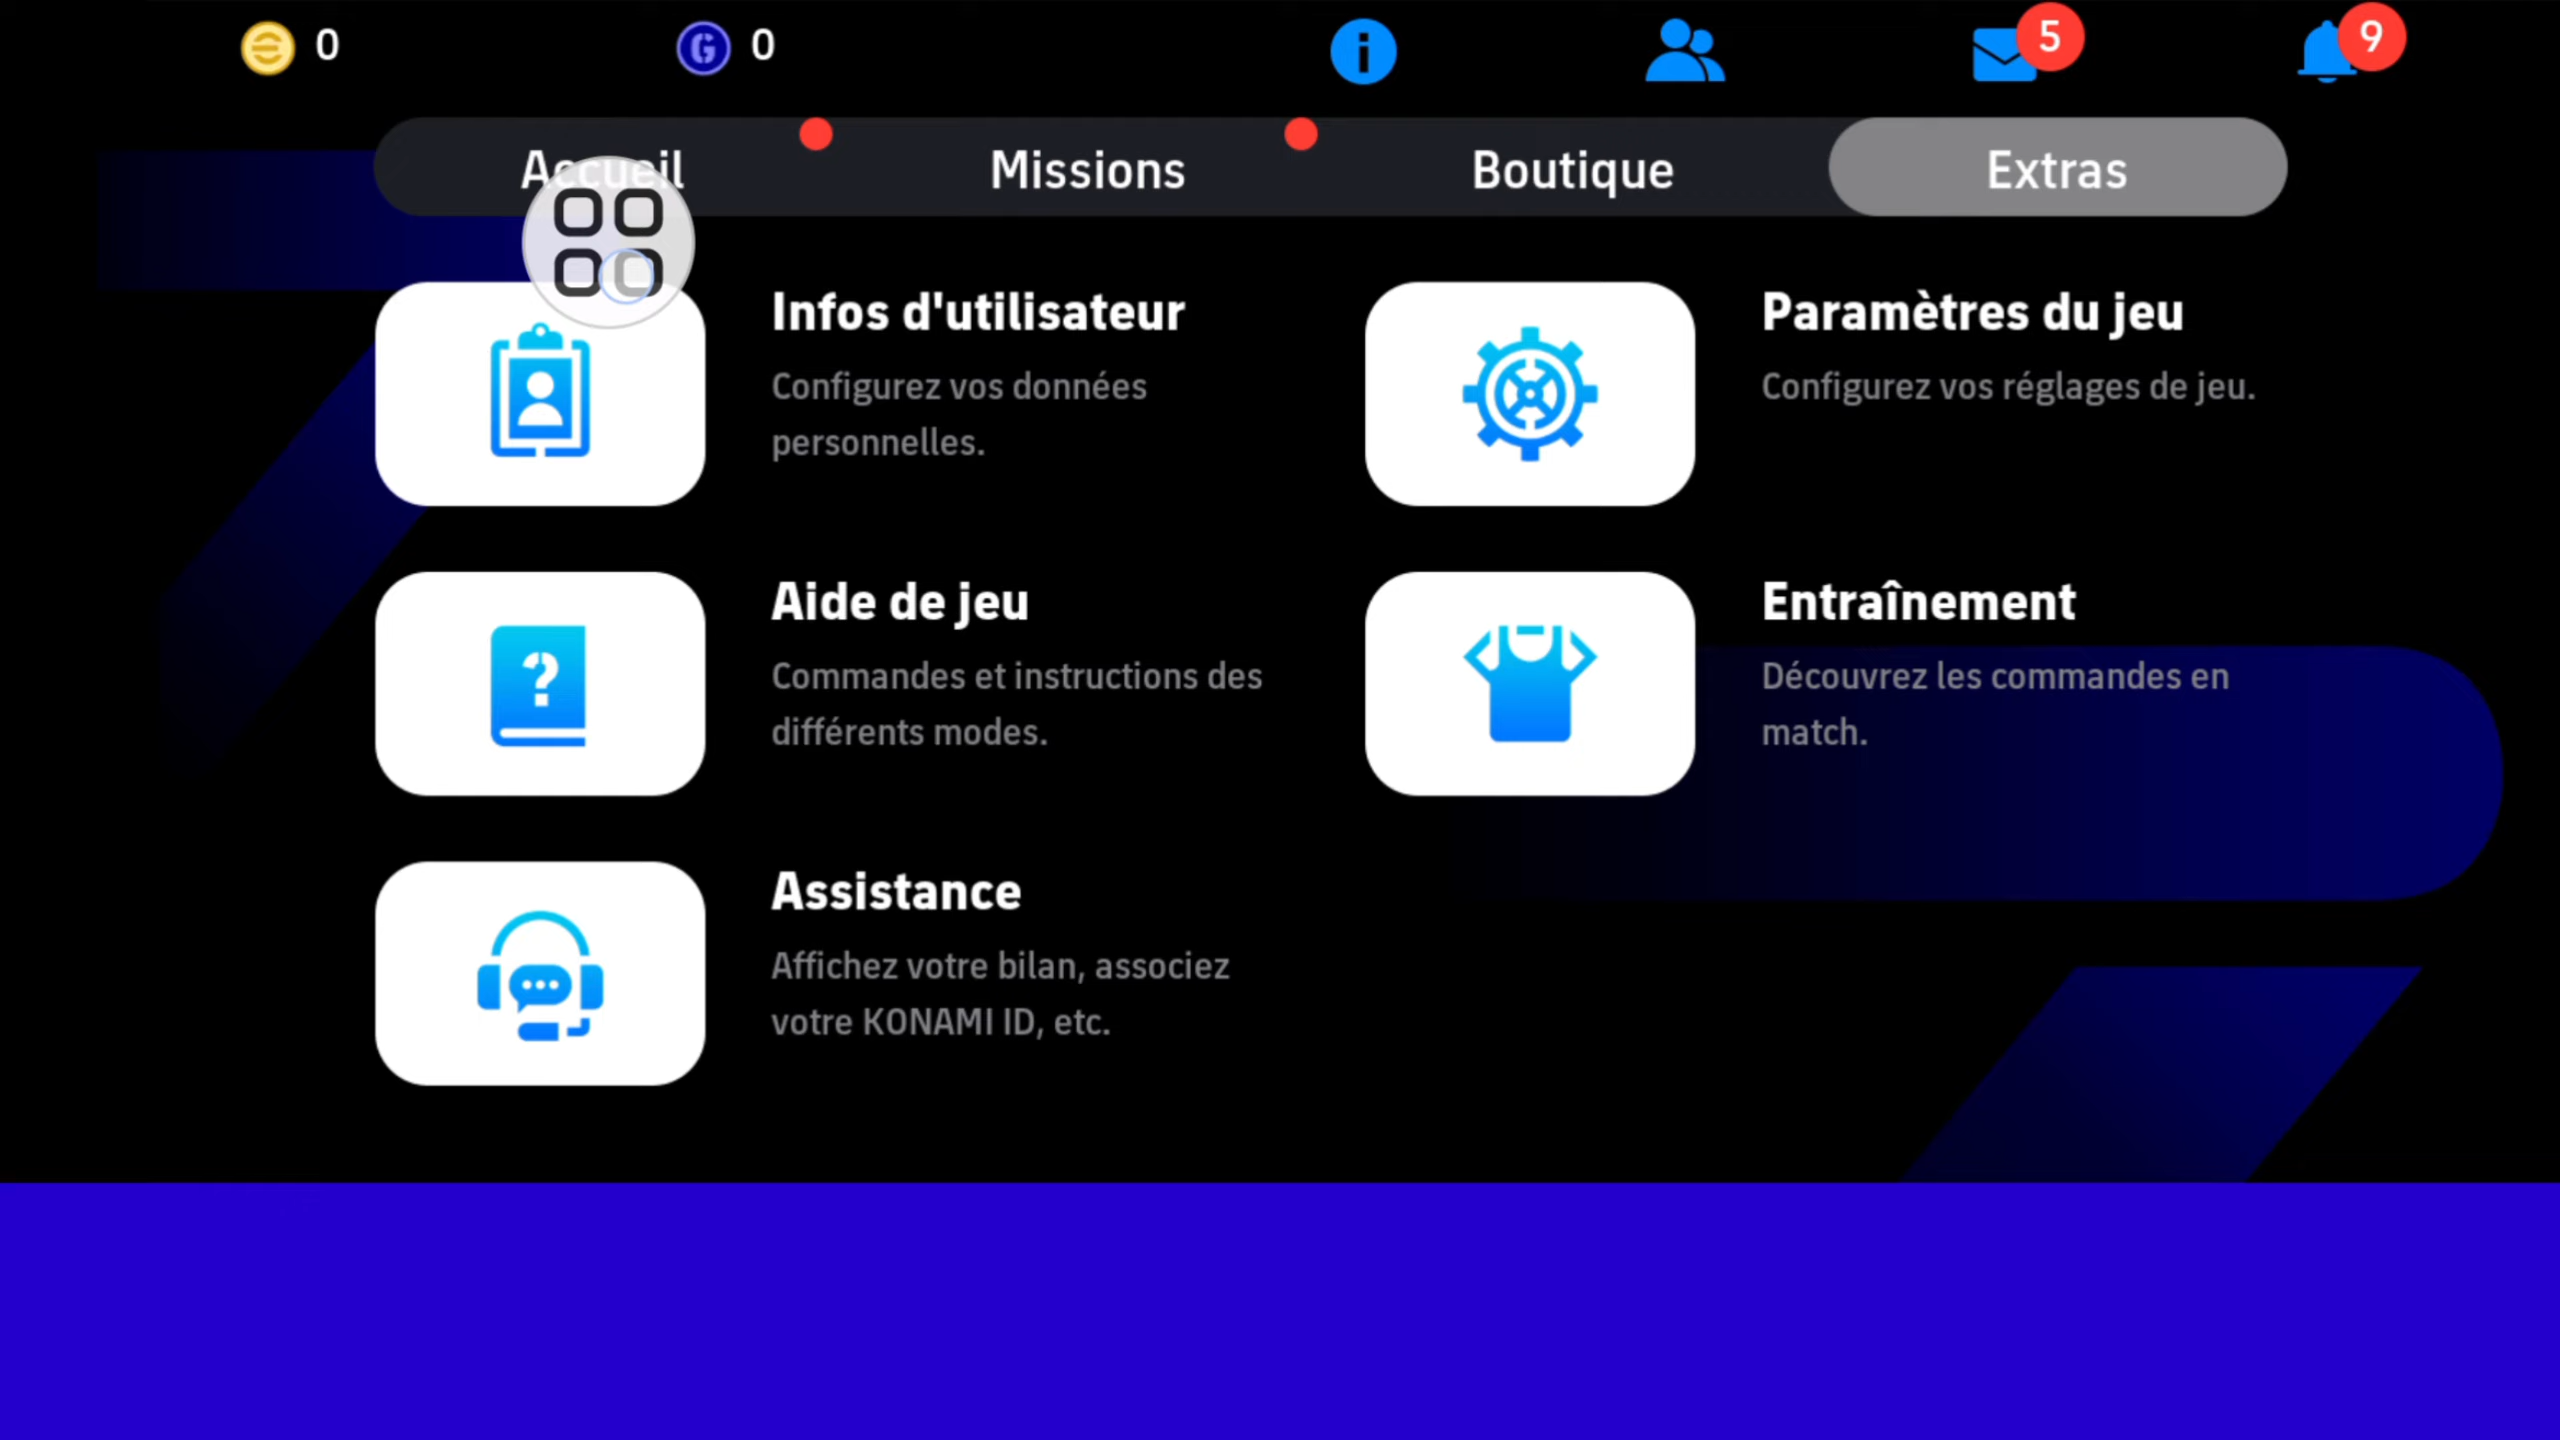 0
0
5
9
Accueil
Missions
Boutique
Extras
Infos d'utilisateur
Configurez vos données
personnelles.
Paramètres du jeu
Configurez vos réglages de jeu.
Aide de jeu
Commandes et instructions des
différents modes.
Entraînement
Découvrez les commandes en
match.
Assistance
Affichez votre bilan, associez
votre KONAMI ID, etc.